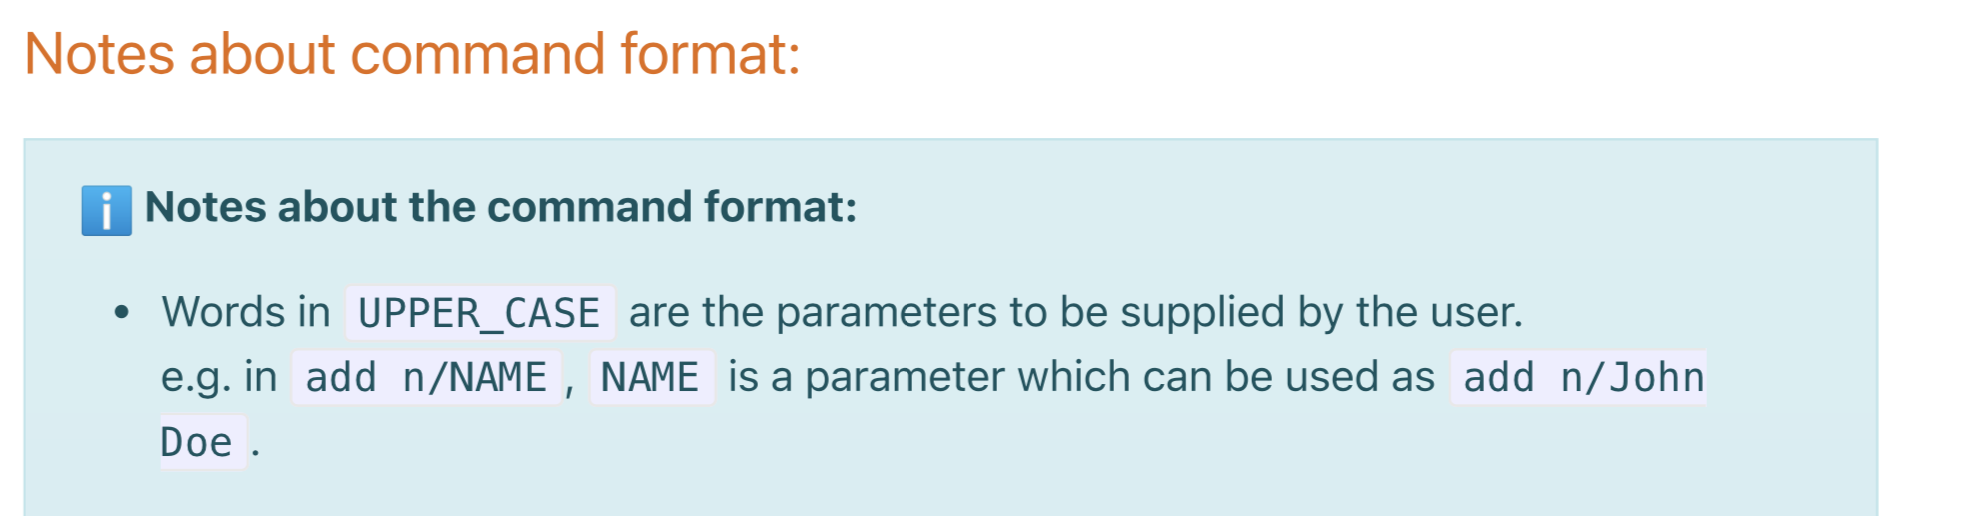 Notes about command format:
ℹ️ Notes about the command format:
• Words in UPPER_CASE are the parameters to be supplied by the user.
e.g. in add n/NAME, NAME is a parameter which can be used as add n/John
Doe.